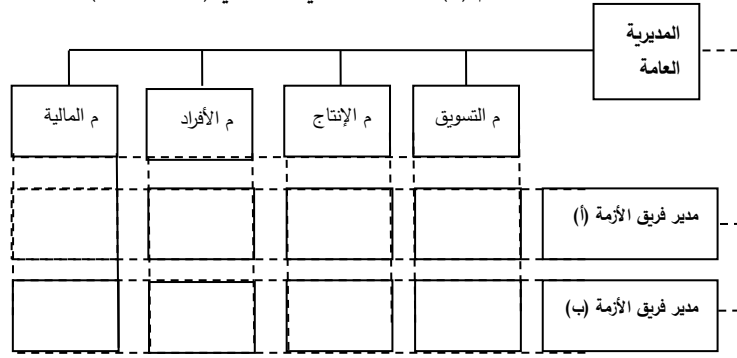 المديرية
العامة
م التسويق
م الإنتاج
م الأفراد
م المالية
مدير فريق الأزمة (أ)
مدير فريق الأزمة (ب)